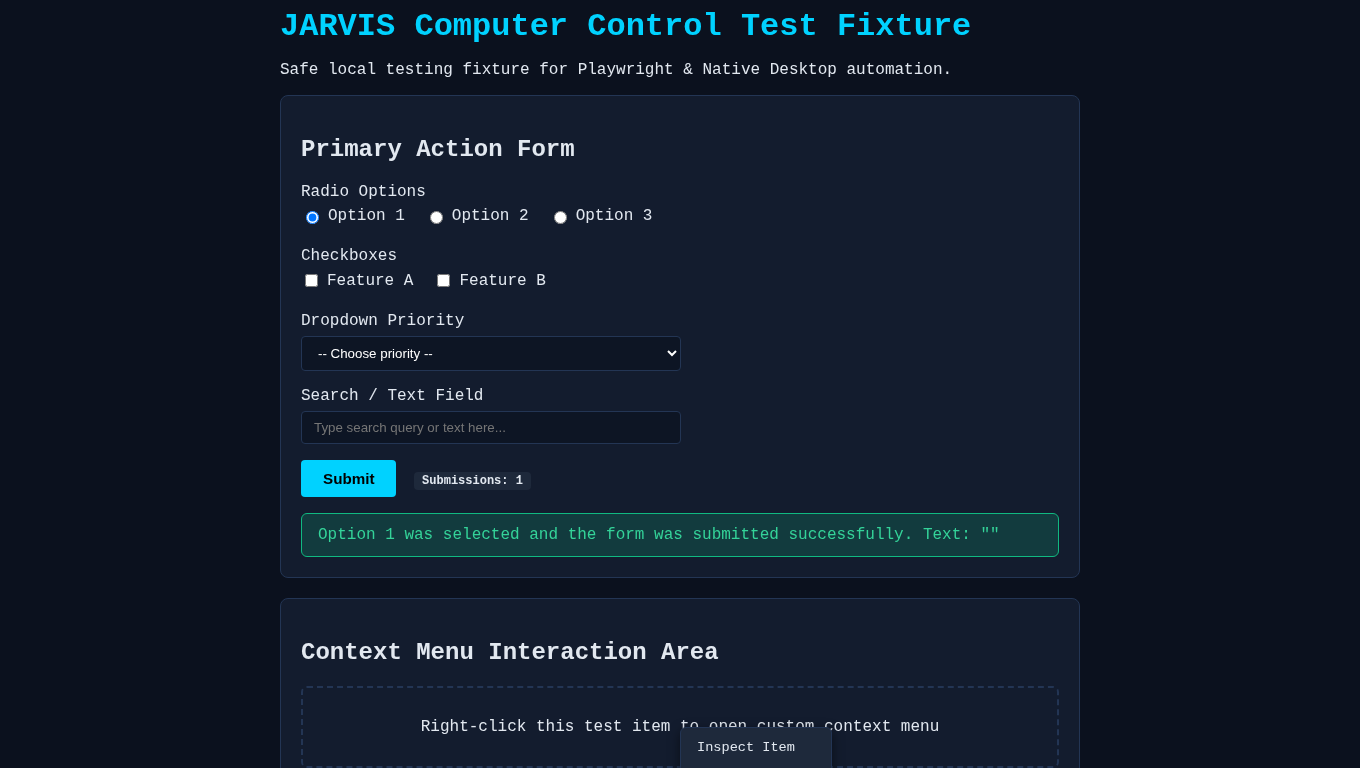 JARVIS Computer Control Test Fixture
Safe local testing fixture for Playwright & Native Desktop automation.
Primary Action Form
Radio Options
Option 1 Option 2 Option 3
Checkboxes
Feature A Feature B
Dropdown Priority
-- Choose priority --
Search / Text Field
Type search query or text here...
Submit Submissions: 1
Option 1 was selected and the form was submitted successfully. Text: ""
Context Menu Interaction Area
Right-click this test item to open custom context menu
Inspect Item